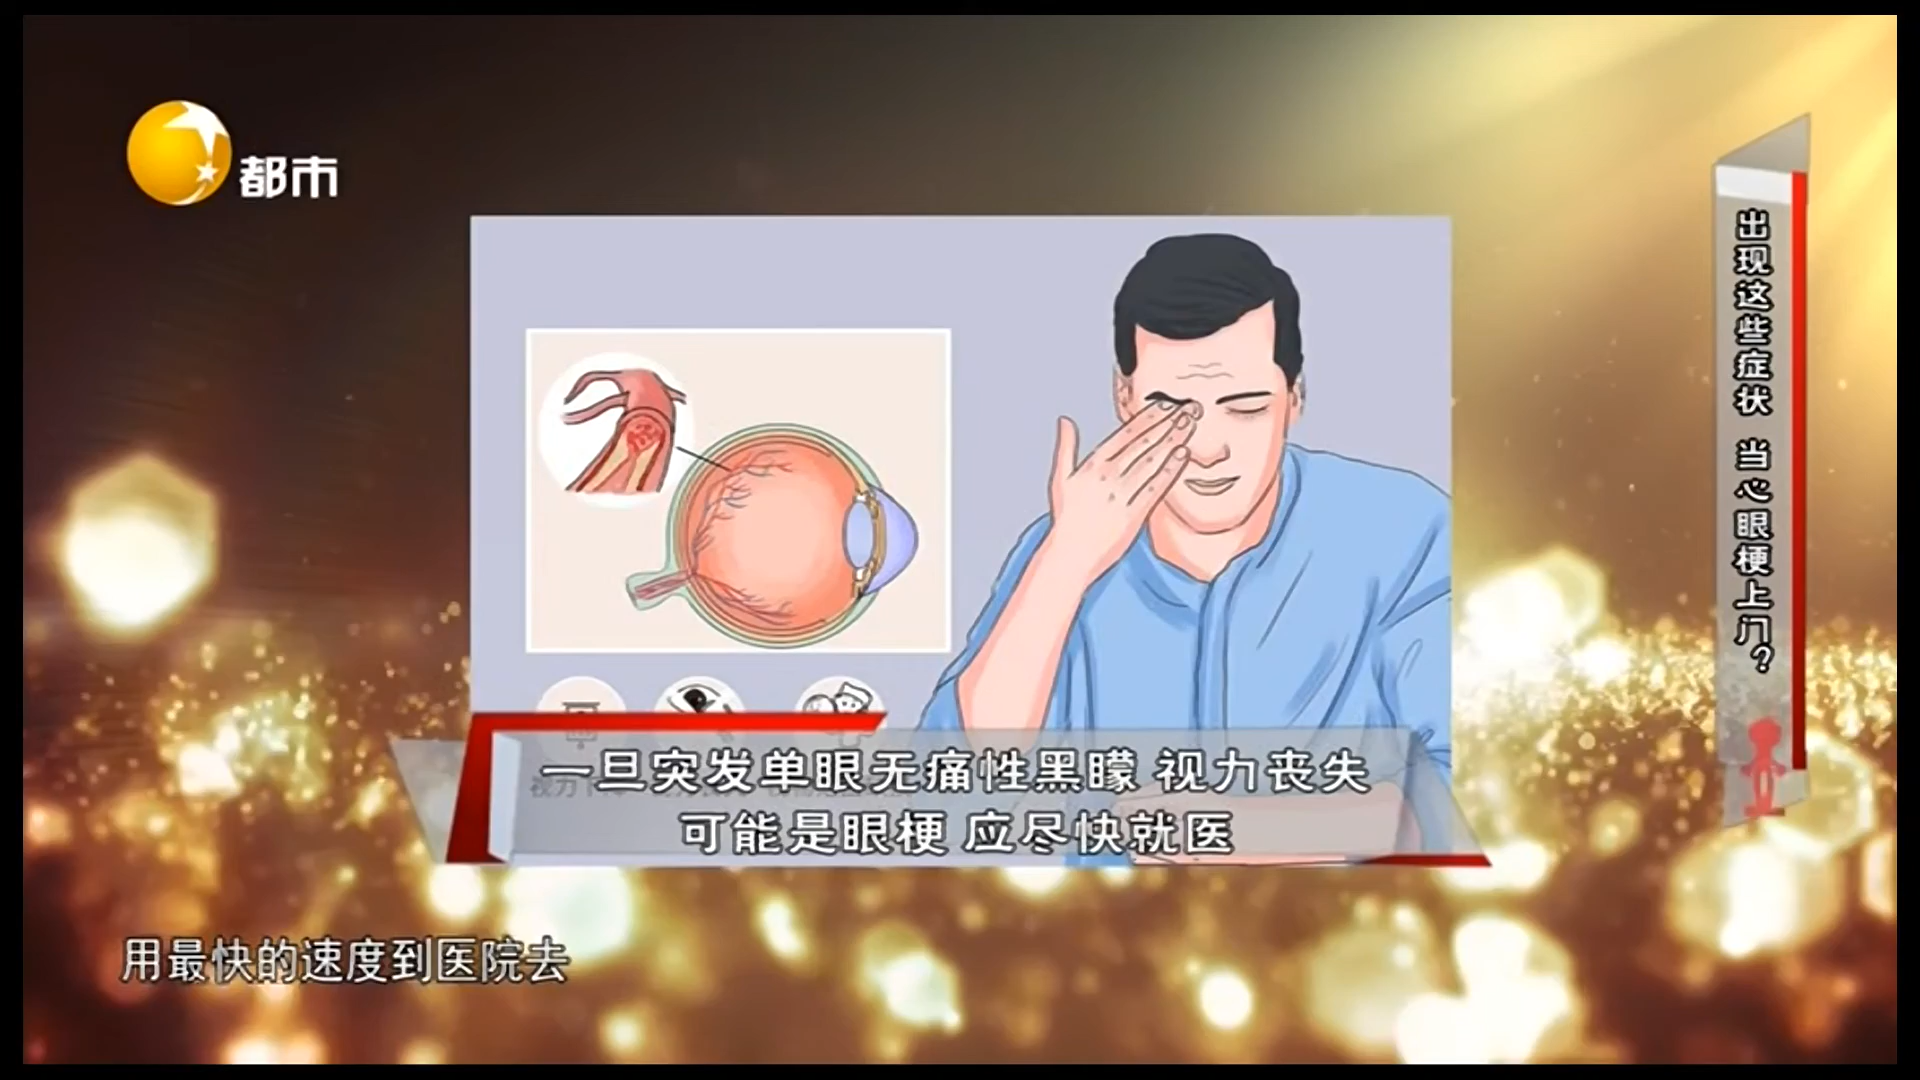 都市
出现这些症状 当心眼梗上门?
一旦突发单眼无痛性黑矇 视力丧失
可能是眼梗 应尽快就医
用最快的速度到医院去